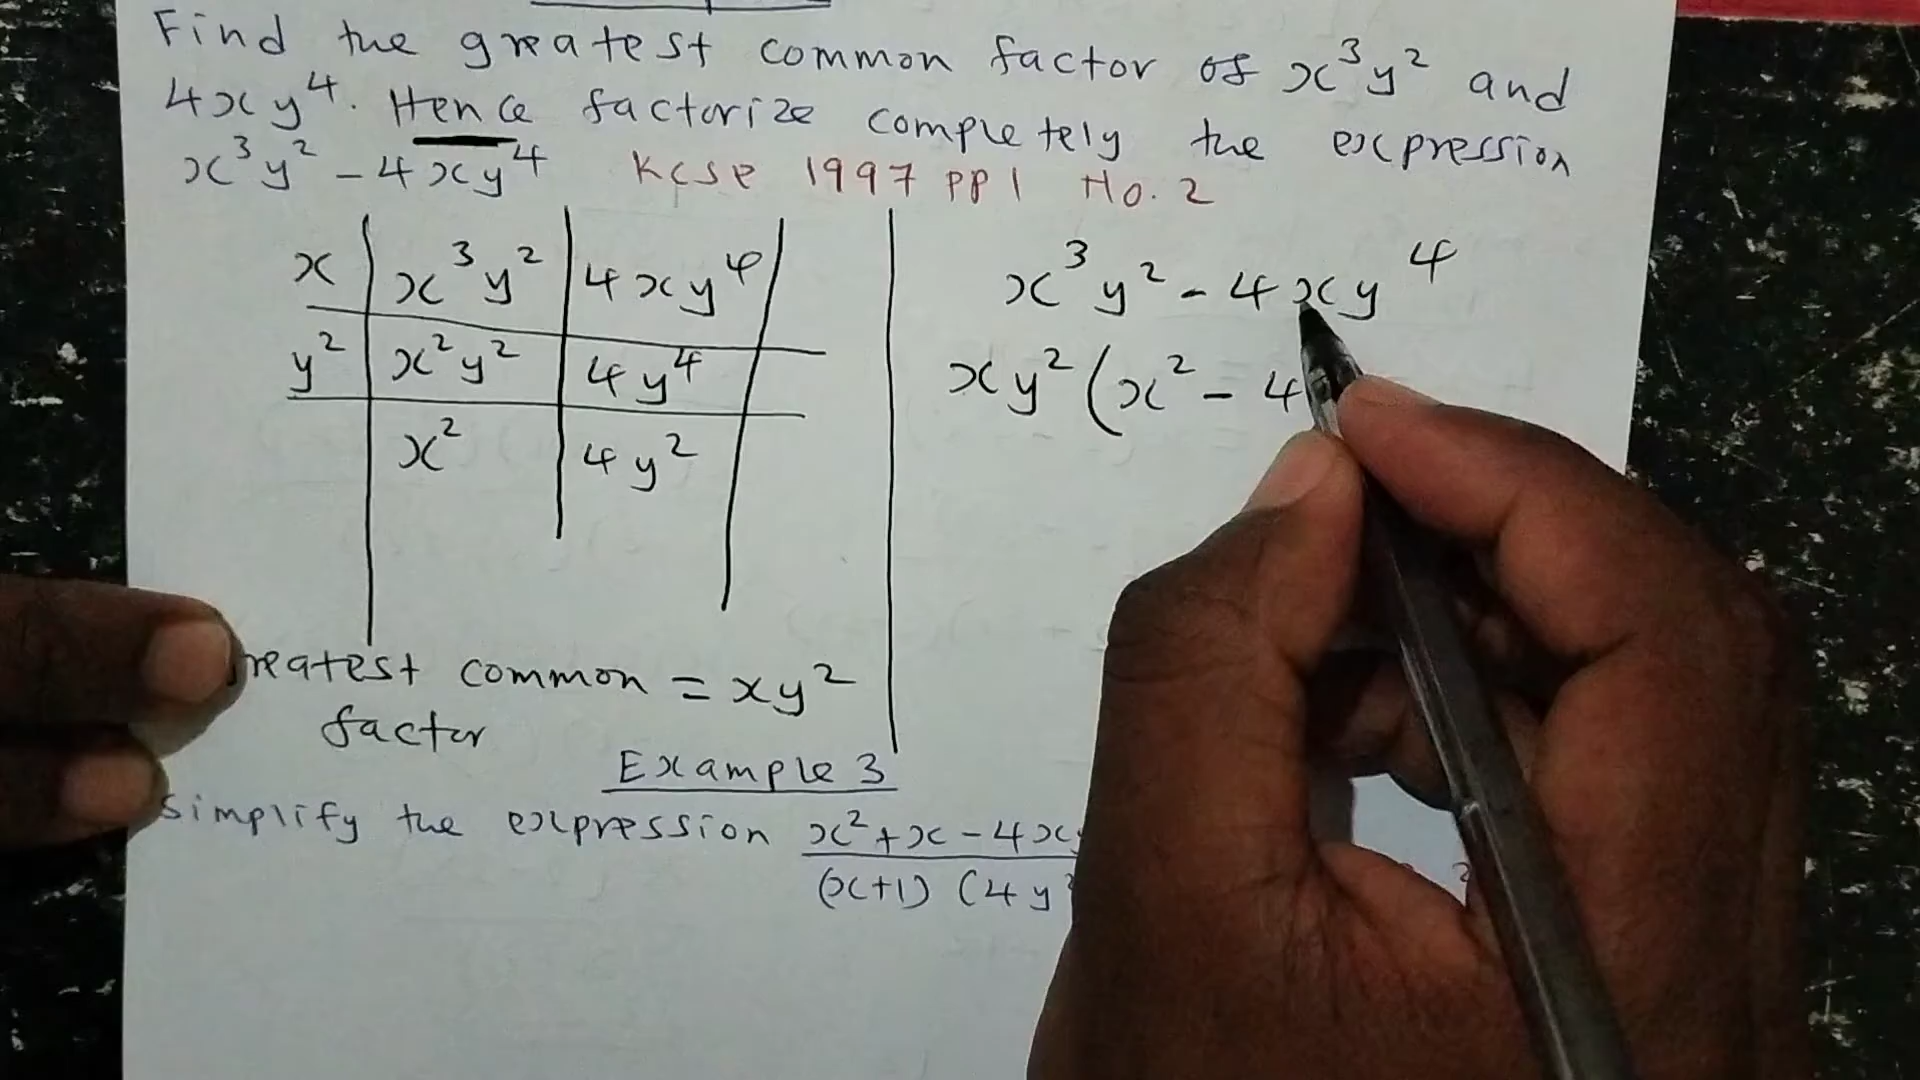 Find the greatest common factor of x³y² and
4xy⁴. Hence factorize completely the expression
x³y² - 4xy⁴ KCSE 1997 PP1 No. 2
x x³y² 4xy⁴
y² x²y² 4y⁴
x² 4y²
reatest common = xy²
factor
x³y² - 4xy⁴
xy²(x² - 4
Example 3
Simplify the expression x² + x - 4x
(x+1) (4y